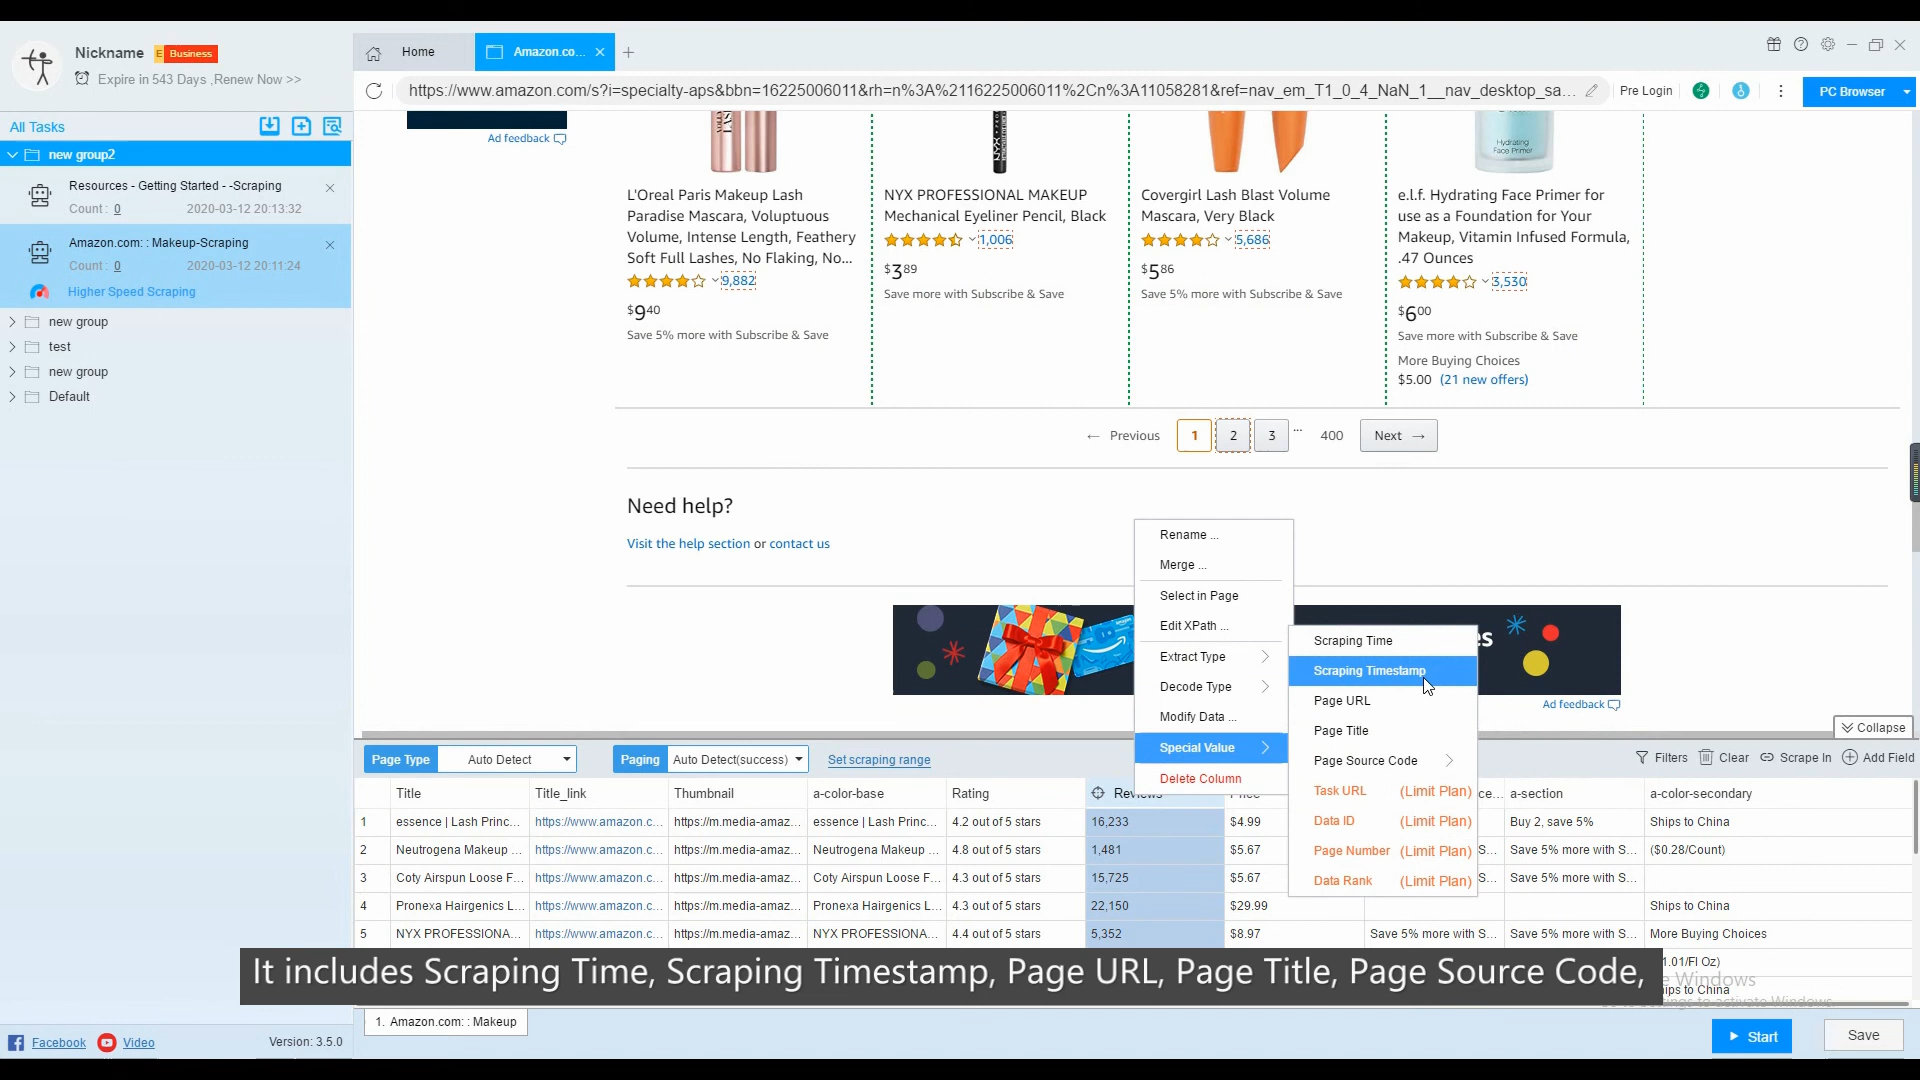 Nickname
E Business
Expire in 543 Days ,Renew Now >>
All Tasks
new group2
Resources - Getting Started - -Scraping
Count : 0 2020-03-12 20:13:32
Amazon.com: : Makeup-Scraping
Count : 0 2020-03-12 20:11:24
Higher Speed Scraping
new group
test
new group
Default
Facebook
Video
Version: 3.5.0
Home
Amazon.co...
https://www.amazon.com/s?i=specialty-aps&bbn=16225006011&rh=n%3A%2116225006011%2Cn%3A11058281&ref=nav_em_T1_0_4_NaN_1__nav_desktop_sa...
Pre Login
PC Browser
Ad feedback
LASH
NYX
Hydrating
Face Primer
L'Oreal Paris Makeup Lash
Paradise Mascara, Voluptuous
Volume, Intense Length, Feathery
Soft Full Lashes, No Flaking, No...
9,882
$9 40
Save 5% more with Subscribe & Save
NYX PROFESSIONAL MAKEUP
Mechanical Eyeliner Pencil, Black
1,006
$3 89
Save more with Subscribe & Save
Covergirl Lash Blast Volume
Mascara, Very Black
5,686
$5 86
Save 5% more with Subscribe & Save
e.l.f. Hydrating Face Primer for
use as a Foundation for Your
Makeup, Vitamin Infused Formula,
.47 Ounces
3,530
$6 00
Save more with Subscribe & Save
More Buying Choices
$5.00 (21 new offers)
← Previous 1 2 3 ... 400 Next →
Need help?
Visit the help section or contact us
Ad feedback
Collapse
Rename ...
Merge ...
Select in Page
Edit XPath ...
Extract Type
Decode Type
Modify Data ...
Special Value
Delete Column
Scraping Time
Scraping Timestamp
Page URL
Page Title
Page Source Code
Task URL (Limit Plan)
Data ID (Limit Plan)
Page Number (Limit Plan)
Data Rank (Limit Plan)
Page Type Auto Detect
Paging Auto Detect(success)
Set scraping range
Filters Clear Scrape In Add Field
Title Title_link Thumbnail a-color-base Rating Reviews Price a-section a-color-secondary
1 essence | Lash Princ... https://www.amazon.c... https://m.media-amaz... essence | Lash Princ... 4.2 out of 5 stars 16,233 $4.99 Buy 2, save 5% Ships to China
2 Neutrogena Makeup ... https://www.amazon.c... https://m.media-amaz... Neutrogena Makeup ... 4.8 out of 5 stars 1,481 $5.67 S... Save 5% more with S... ($0.28/Count)
3 Coty Airspun Loose F... https://www.amazon.c... https://m.media-amaz... Coty Airspun Loose F... 4.3 out of 5 stars 15,725 $5.67 S... Save 5% more with S...
4 Pronexa Hairgenics L... https://www.amazon.c... https://m.media-amaz... Pronexa Hairgenics L... 4.3 out of 5 stars 22,150 $29.99 Ships to China
5 NYX PROFESSIONA... https://www.amazon.c... https://m.media-amaz... NYX PROFESSIONA... 4.4 out of 5 stars 5,352 $8.97 Save 5% more with S... Save 5% more with S... More Buying Choices
1.01/Fl Oz)
ips to China
It includes Scraping Time, Scraping Timestamp, Page URL, Page Title, Page Source Code,
Windows
1. Amazon.com: : Makeup
Start
Save